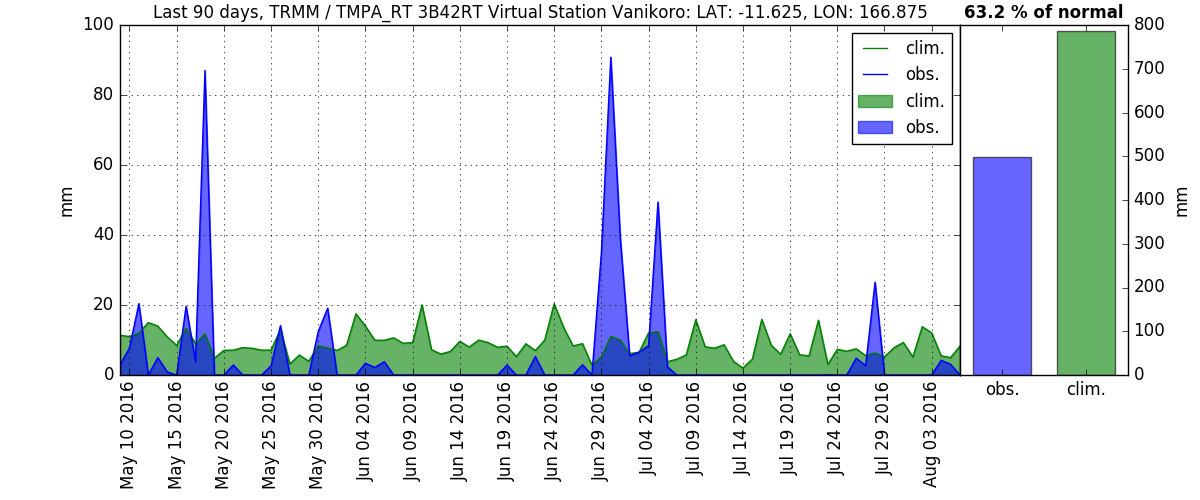 Last 90 days, TRMM / TMPA_RT 3B42RT Virtual Station Vanikoro: LAT: -11.625, LON: 166.875
63.2 % of normal
100
80
60
40
20
0
mm
clim.
obs.
clim.
obs.
800
700
600
500
400
300
200
100
0
mm
May 10 2016
May 15 2016
May 20 2016
May 25 2016
May 30 2016
Jun 04 2016
Jun 09 2016
Jun 14 2016
Jun 19 2016
Jun 24 2016
Jun 29 2016
Jul 04 2016
Jul 09 2016
Jul 14 2016
Jul 19 2016
Jul 24 2016
Jul 29 2016
Aug 03 2016
obs.
clim.